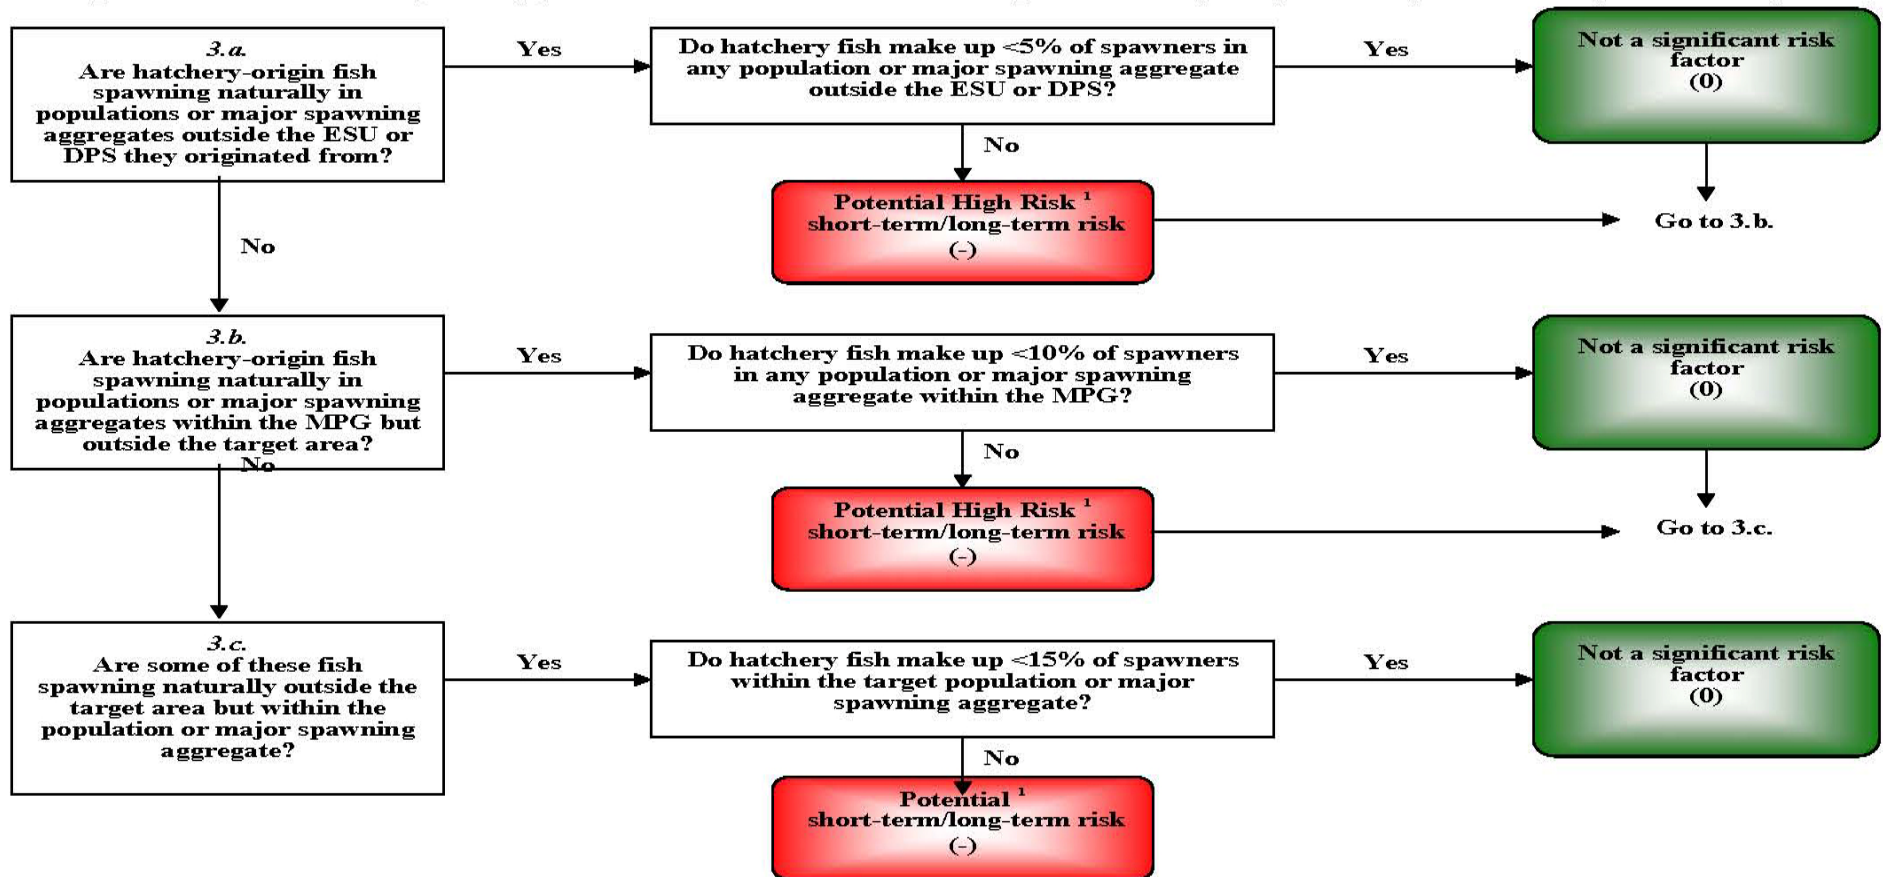 3.a.
Are hatchery-origin fish
spawning naturally in
populations or major spawning
aggregates outside the ESU or
DPS they originated from?
Yes
Do hatchery fish make up <5% of spawners in
any population or major spawning aggregate
outside the ESU or DPS?
Yes
Not a significant risk
factor
(0)
No
Potential High Risk ¹
short-term/long-term risk
(-)
Go to 3.b.
No
3.b.
Are hatchery-origin fish
spawning naturally in
populations or major spawning
aggregates within the MPG but
outside the target area?
Yes
Do hatchery fish make up <10% of spawners
in any population or major spawning
aggregate within the MPG?
Yes
Not a significant risk
factor
(0)
No
Potential High Risk ¹
short-term/long-term risk
(-)
Go to 3.c.
No
3.c.
Are some of these fish
spawning naturally outside the
target area but within the
population or major spawning
aggregate?
Yes
Do hatchery fish make up <15% of spawners
within the target population or major
spawning aggregate?
Yes
Not a significant risk
factor
(0)
No
Potential ¹
short-term/long-term risk
(-)